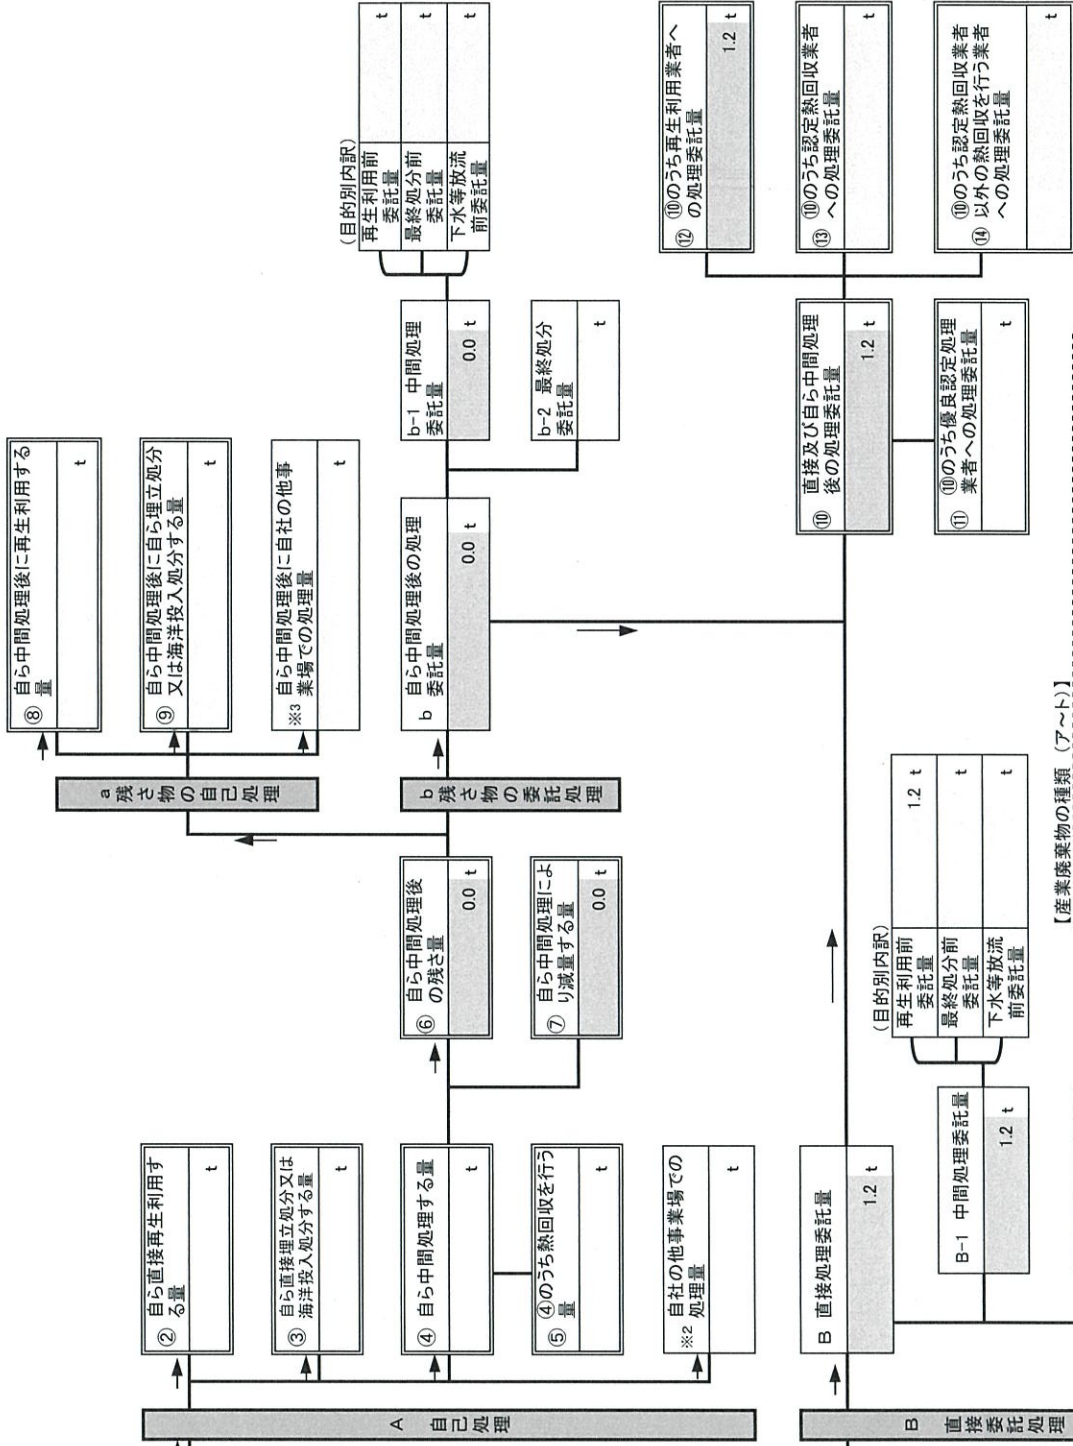 A 自己処理
② 自ら直接再生利用す
る量
t
③ 自ら直接埋立処分又は
海洋投入処分する量
t
④ 自ら中間処理する量
t
⑤ ④のうち熱回収を行う
量
t
※2 自社の他事業場での
処理量
t
⑥ 自ら中間処理後
の残さ量
0.0 t
⑦ 自ら中間処理によ
り減量する量
0.0 t
a 残さ物の自己処理
⑧ 自ら中間処理後に再生利用する
量
t
⑨ 自ら中間処理後に自ら埋立処分
又は海洋投入処分する量
t
※3 自ら中間処理後に自社の他事
業場での処理量
t
b 残さ物の委託処理
b 自ら中間処理後の処理
委託量
0.0 t
b-1 中間処理
委託量
0.0 t
b-2 最終処分
委託量
t
(目的別内訳)
再生利用前
委託量
t
最終処分前
委託量
t
下水等放流
前委託量
t
B 直接委託処理
B 直接処理委託量
1.2 t
B-1 中間処理委託量
1.2 t
(目的別内訳)
再生利用前
委託量
1.2 t
最終処分前
委託量
t
下水等放流
前委託量
t
⑩ 直接及び自ら中間処理
後の処理委託量
1.2 t
⑪ ⑩のうち優良認定処理
業者への処理委託量
t
⑫ ⑩のうち再生利用業者へ
の処理委託量
1.2 t
⑬ ⑩のうち認定熱回収業者
への処理委託量
t
⑭ ⑩のうち認定熱回収業者
以外の熱回収を行う業者
への処理委託量
t
【産業廃棄物の種類（ア～ト）】